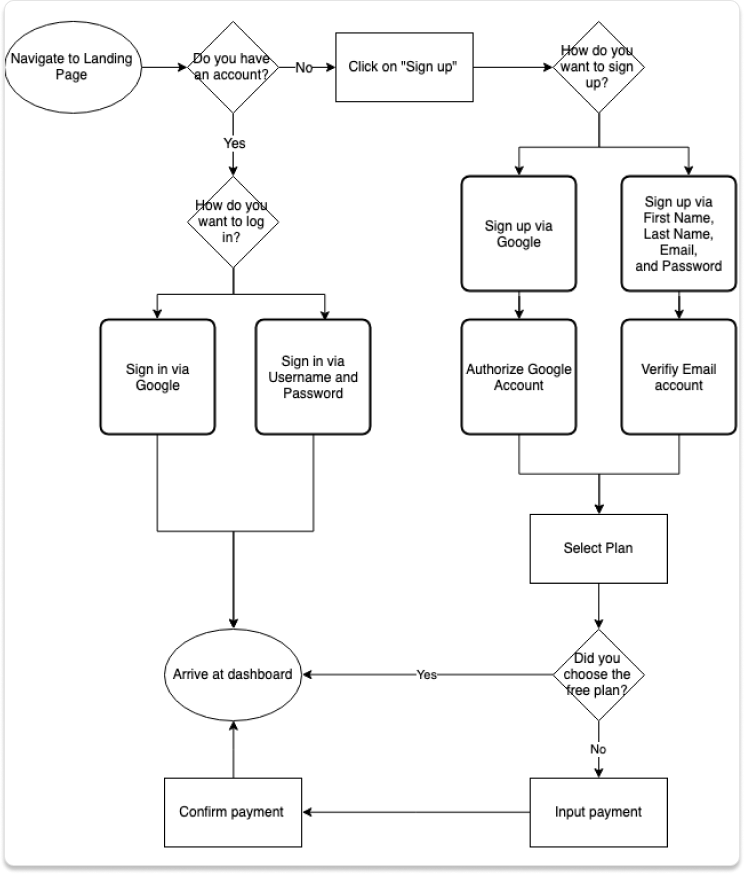 Navigate to Landing
Page
Do you have
an account?
No
Click on "Sign up"
How do you
want to sign
up?
Yes
How do you
want to log
in?
Sign up via
Google
Sign up via
First Name,
Last Name,
Email,
and Password
Sign in via
Google
Sign in via
Username and
Password
Authorize Google
Account
Verifiy Email
account
Select Plan
Arrive at dashboard
Yes
Did you
choose the
free plan?
No
Confirm payment
Input payment